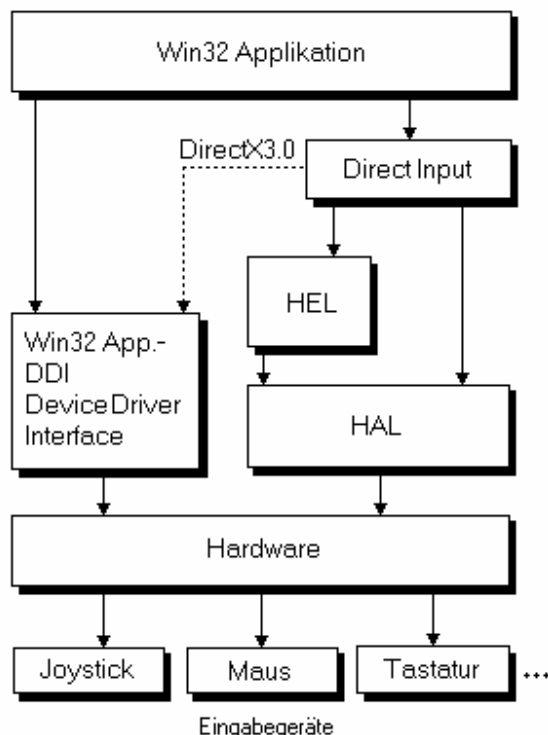 Win32 Applikation
DirectX3.0
Direct Input
HEL
Win32 App.-
DDI
Device Driver
Interface
HAL
Hardware
Joystick
Maus
Tastatur
...
Eingabegeräte